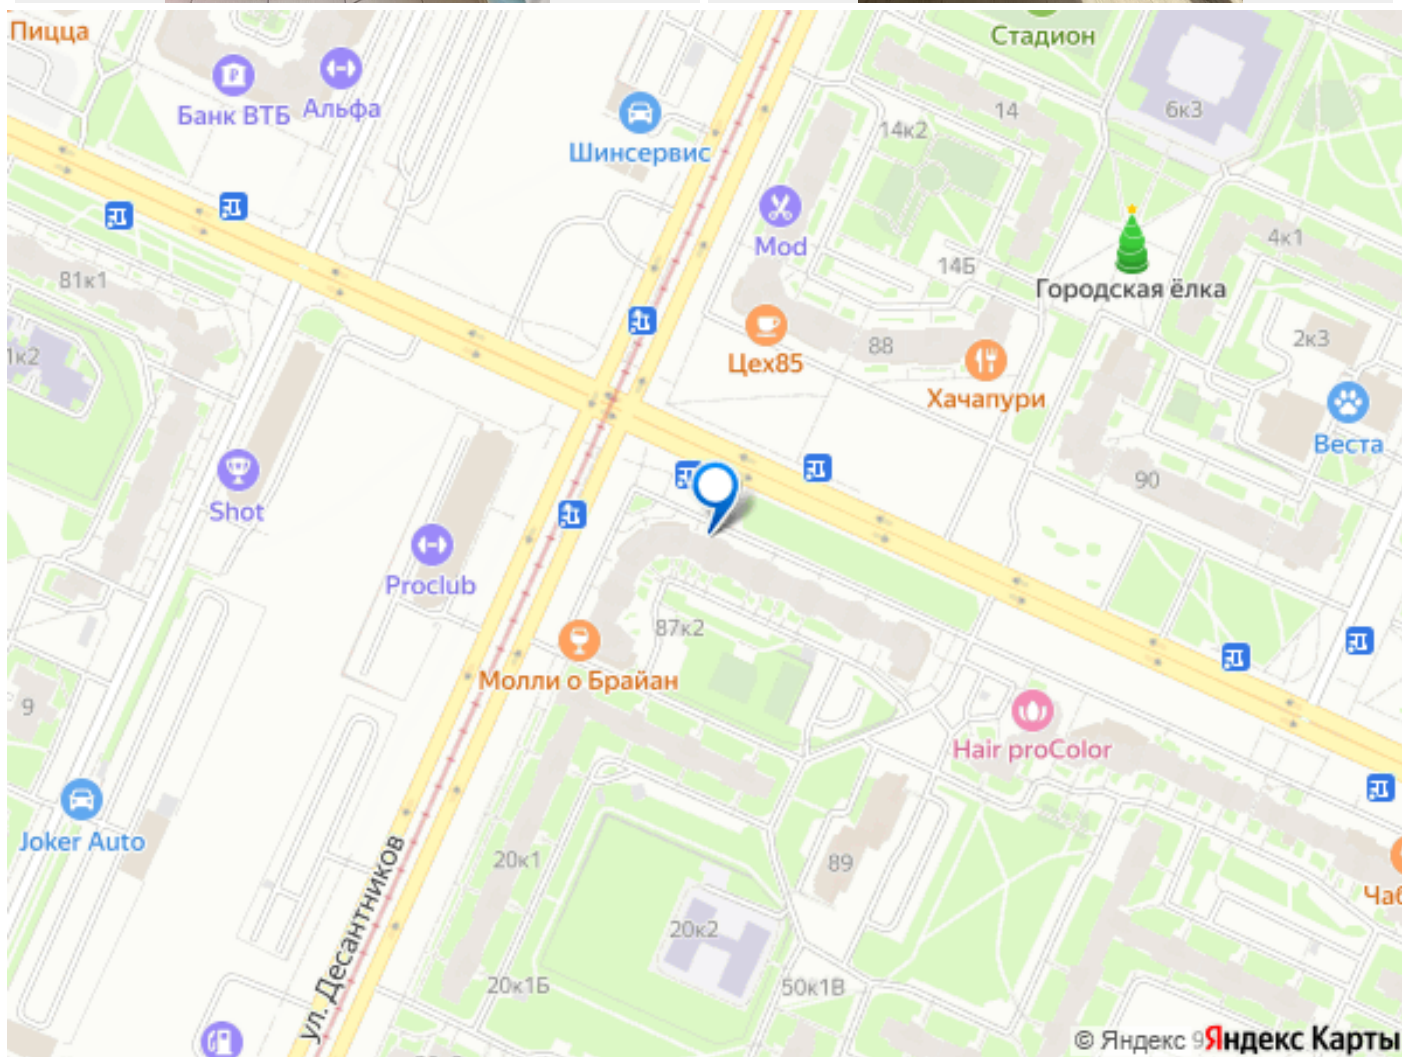 Пицца
Стадион
Банк ВТБ
Альфа
6к3
14
14к2
Шинсервис
Mod
4к1
14Б
81к1
Городская ёлка
88
2к3
1к2
Цех85
Хачапури
Веста
90
Shot
Proclub
87к2
Молли о Брайан
9
Hair proColor
Joker Auto
20к1
89
Чаб
20к2
ул. Десантников
20к1Б
50к1В
© Яндекс 9
Яндекс Карты